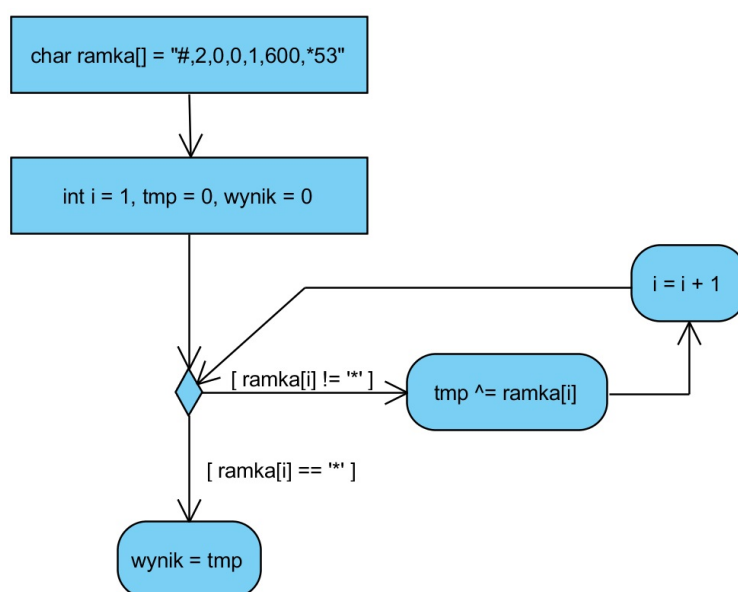 char ramka[] = "#,2,0,0,1,600,*53"
int i = 1, tmp = 0, wynik = 0
i = i + 1
[ ramka[i] != '*' ]
tmp ^= ramka[i]
[ ramka[i] == '*' ]
wynik = tmp